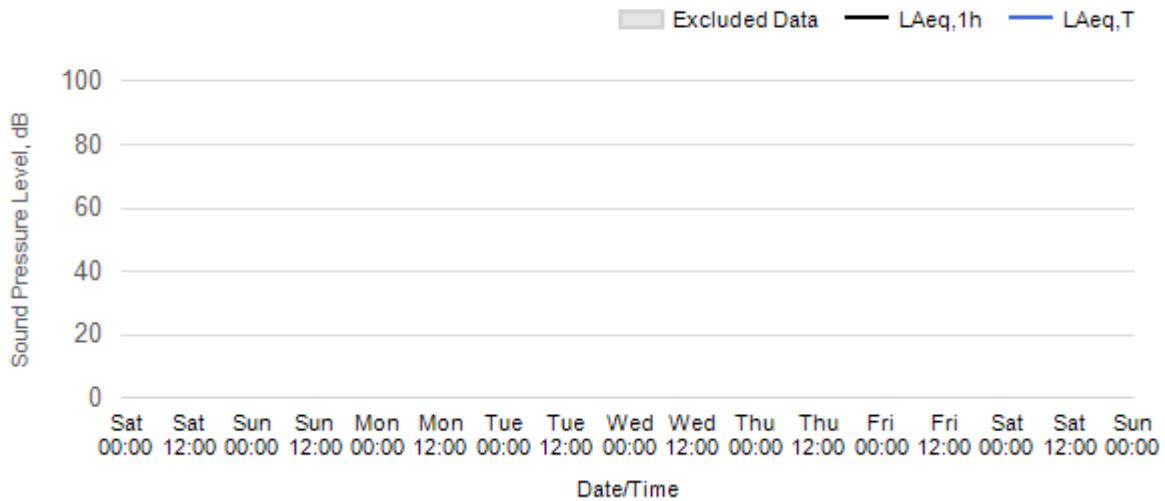 Excluded Data LAeq,1h LAeq,T
Sound Pressure Level, dB
100
80
60
40
20
0
Sat Sat Sun Sun Mon Mon Tue Tue Wed Wed Thu Thu Fri Fri Sat Sat Sun
00:00 12:00 00:00 12:00 00:00 12:00 00:00 12:00 00:00 12:00 00:00 12:00 00:00 12:00 00:00 12:00 00:00
Date/Time